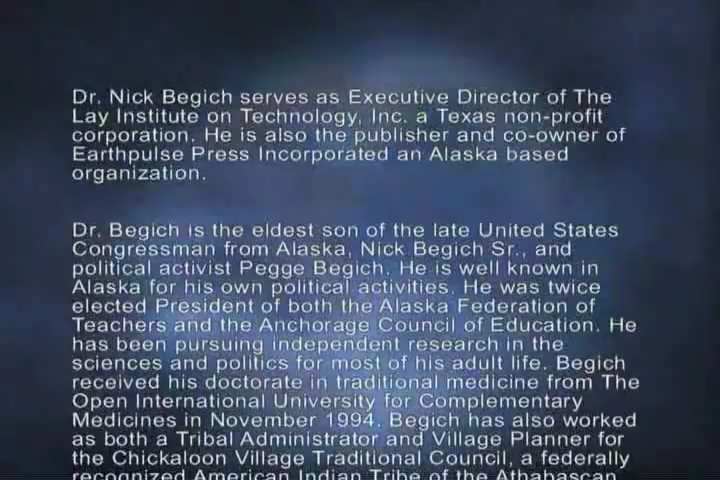 Dr. Nick Begich serves as Executive Director of The
Lay Institute on Technology, Inc. a Texas non-profit
corporation. He is also the publisher and co-owner of
Earthpulse Press Incorporated an Alaska based
organization.
Dr. Begich is the eldest son of the late United States
Congressman from Alaska, Nick Begich Sr., and
political activist Pegge Begich. He is well known in
Alaska for his own political activities. He was twice
elected President of both the Alaska Federation of
Teachers and the Anchorage Council of Education. He
has been pursuing independent research in the
sciences and politics for most of his adult life. Begich
received his doctorate in traditional medicine from The
Open International University for Complementary
Medicines in November 1994. Begich has also worked
as both a Tribal Administrator and Village Planner for
the Chickaloon Village Traditional Council, a federally
recognized American Indian Tribe of the Athabascan